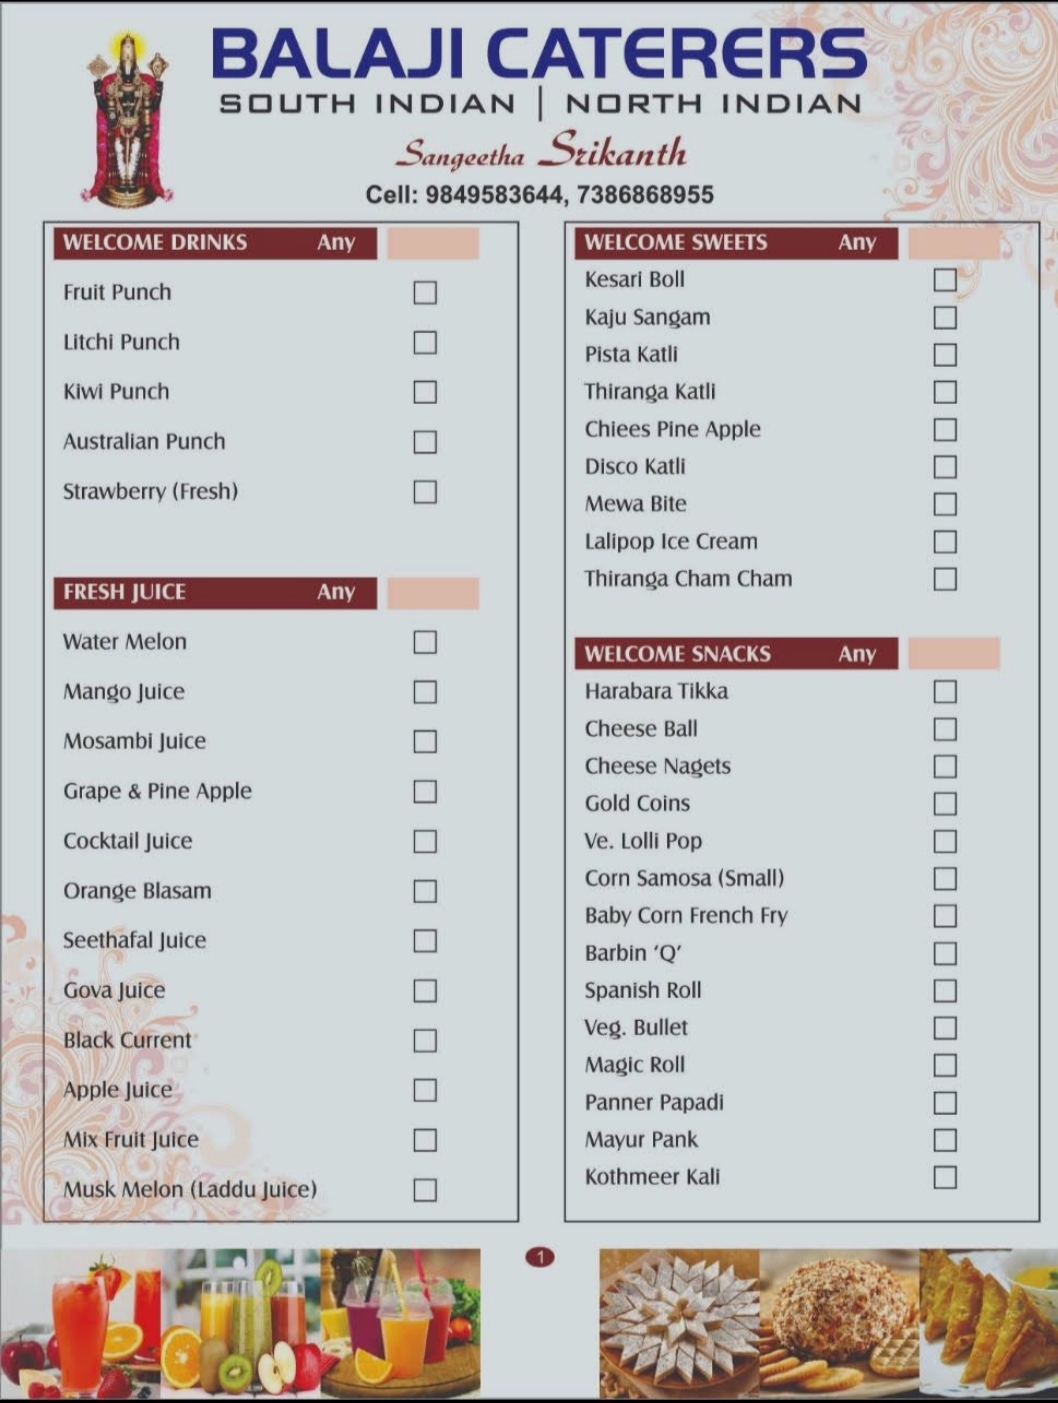 BALAJI CATERERS
SOUTH INDIAN | NORTH INDIAN
Sangeetha Srikanth
Cell: 9849583644, 7386868955
WELCOME DRINKS Any
Fruit Punch
Litchi Punch
Kiwi Punch
Australian Punch
Strawberry (Fresh)
FRESH JUICE Any
Water Melon
Mango Juice
Mosambi Juice
Grape & Pine Apple
Cocktail Juice
Orange Blasam
Seethafal Juice
Gova Juice
Black Current
Apple Juice
Mix Fruit Juice
Musk Melon (Laddu Juice)
WELCOME SWEETS Any
Kesari Boll
Kaju Sangam
Pista Katli
Thiranga Katli
Chiees Pine Apple
Disco Katli
Mewa Bite
Lalipop Ice Cream
Thiranga Cham Cham
WELCOME SNACKS Any
Harabara Tikka
Cheese Ball
Cheese Nagets
Gold Coins
Ve. Lolli Pop
Corn Samosa (Small)
Baby Corn French Fry
Barbin ‘Q’
Spanish Roll
Veg. Bullet
Magic Roll
Panner Papadi
Mayur Pank
Kothmeer Kali
1